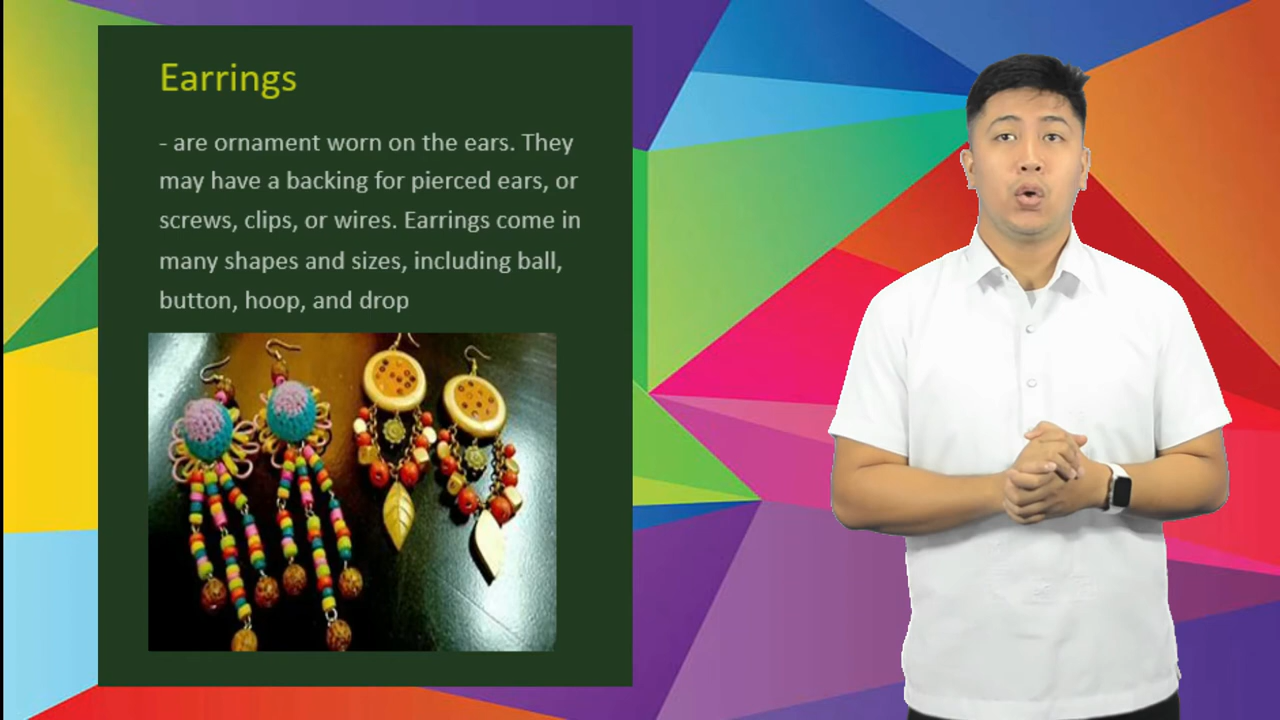 Earrings
- are ornament worn on the ears. They
may have a backing for pierced ears, or
screws, clips, or wires. Earrings come in
many shapes and sizes, including ball,
button, hoop, and drop